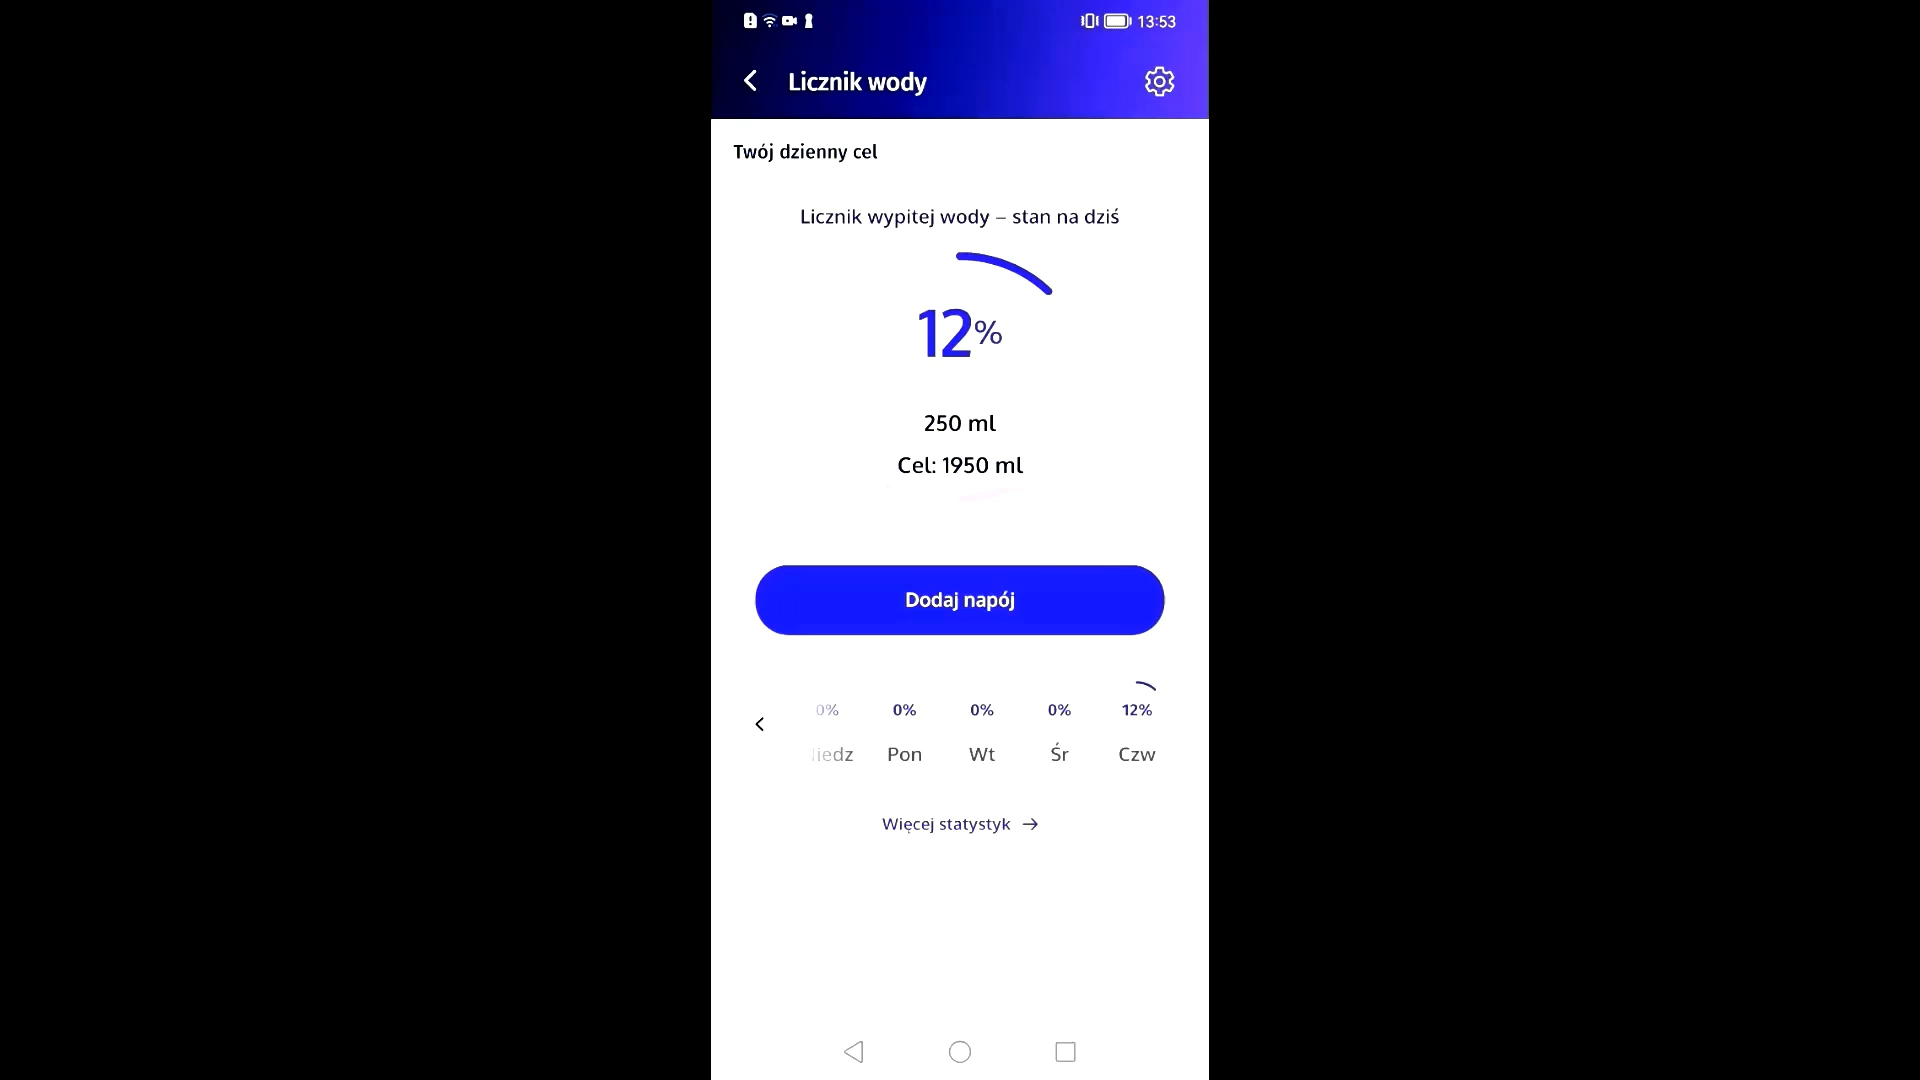 13:53
Licznik wody
Twój dzienny cel
Licznik wypitej wody – stan na dziś
12%
250 ml
Cel: 1950 ml
Dodaj napój
0% 0% 0% 0% 12%
Pon Wt Śr Czw
Więcej statystyk →